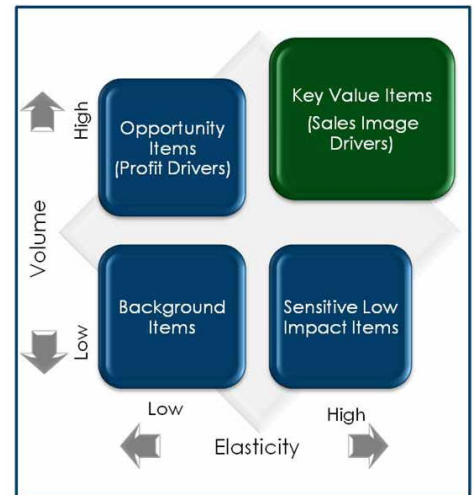 Key Value Items
(Sales Image
Drivers)
Opportunity
Items
(Profit Drivers)
High
Volume
Low
Background
Items
Sensitive Low
Impact Items
Low
High
Elasticity